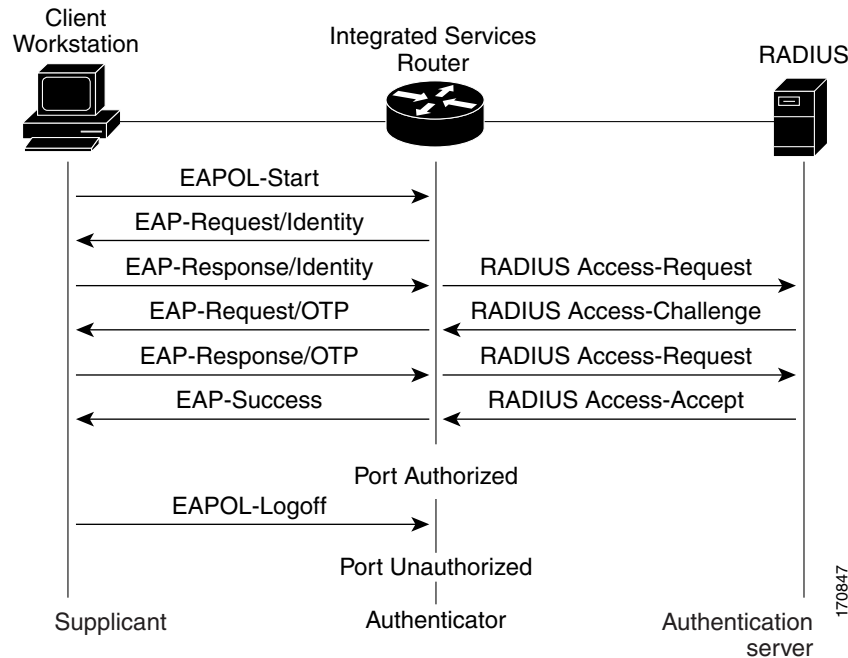 Client
Workstation
Integrated Services
Router
RADIUS
EAPOL-Start
EAP-Request/Identity
EAP-Response/Identity
RADIUS Access-Request
EAP-Request/OTP
RADIUS Access-Challenge
EAP-Response/OTP
RADIUS Access-Request
EAP-Success
RADIUS Access-Accept
Port Authorized
EAPOL-Logoff
Port Unauthorized
Supplicant
Authenticator
Authentication
server
170847